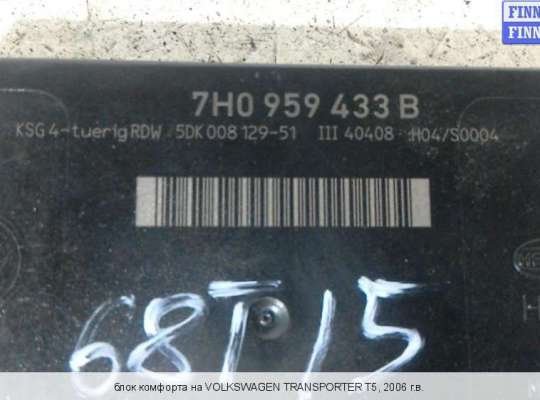 FINN
FINN
7H0 959 433 B
KSG 4-tuerig RDW 5DK 008 129-51 III 40408 H04/S0004
68T15
H
блок комфорта на VOLKSWAGEN TRANSPORTER T5, 2006 г.в.